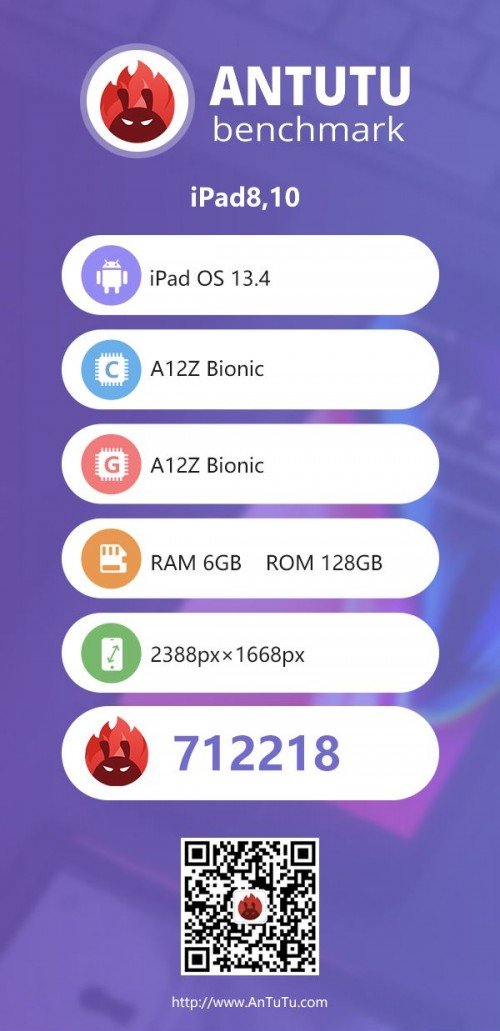 ANTUTU
benchmark
iPad8,10
iPad OS 13.4
C
A12Z Bionic
G
A12Z Bionic
RAM 6GB ROM 128GB
2388px×1668px
712218
http://www.AnTuTu.com